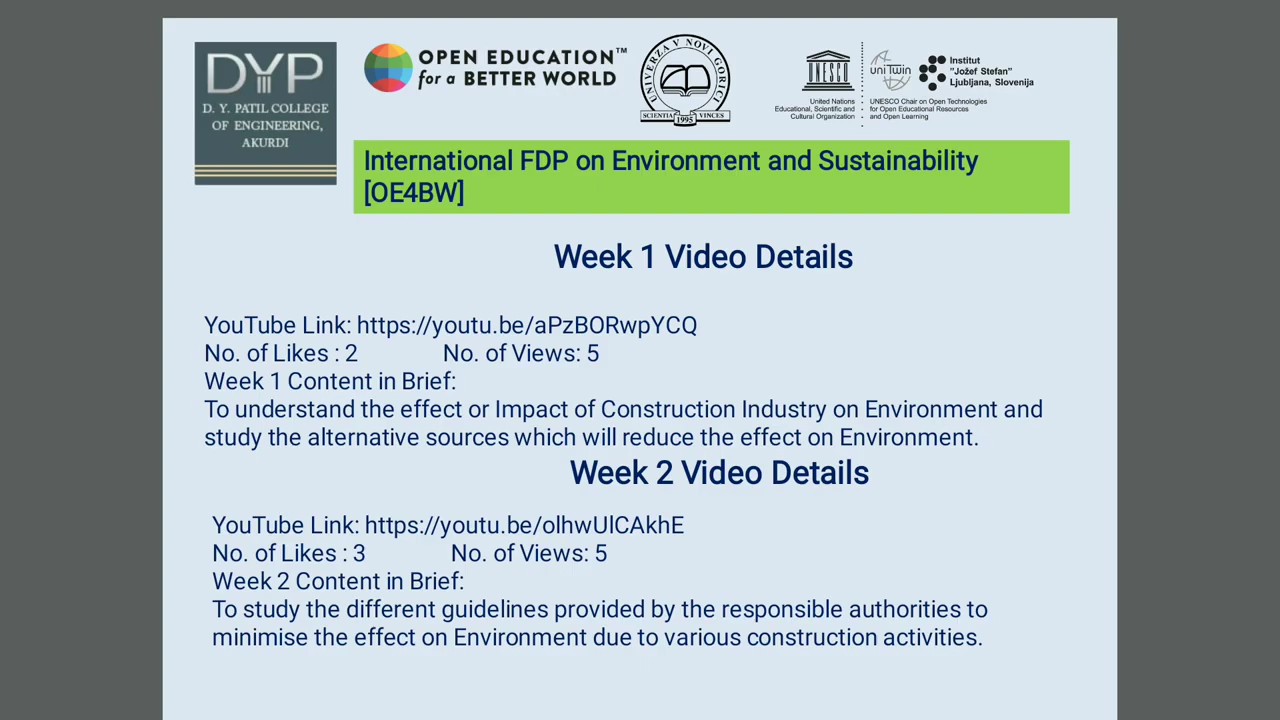 DYP
D. Y. PATIL COLLEGE
OF ENGINEERING,
AKURDI
OPEN EDUCATION™
for a BETTER WORLD
UNIVERZA V NOVI GORICI
SCIENTIA VINCES
1995
UNESCO
United Nations
Educational, Scientific and
Cultural Organization
uniTwin
Institut
"Jožef Stefan"
Ljubljana, Slovenija
UNESCO Chair on Open Technologies
for Open Educational Resources
and Open Learning
International FDP on Environment and Sustainability
[OE4BW]
Week 1 Video Details
YouTube Link: https://youtu.be/aPzBORwpYCQ
No. of Likes : 2 No. of Views: 5
Week 1 Content in Brief:
To understand the effect or Impact of Construction Industry on Environment and
study the alternative sources which will reduce the effect on Environment.
Week 2 Video Details
YouTube Link: https://youtu.be/olhwUlCAkhE
No. of Likes : 3 No. of Views: 5
Week 2 Content in Brief:
To study the different guidelines provided by the responsible authorities to
minimise the effect on Environment due to various construction activities.